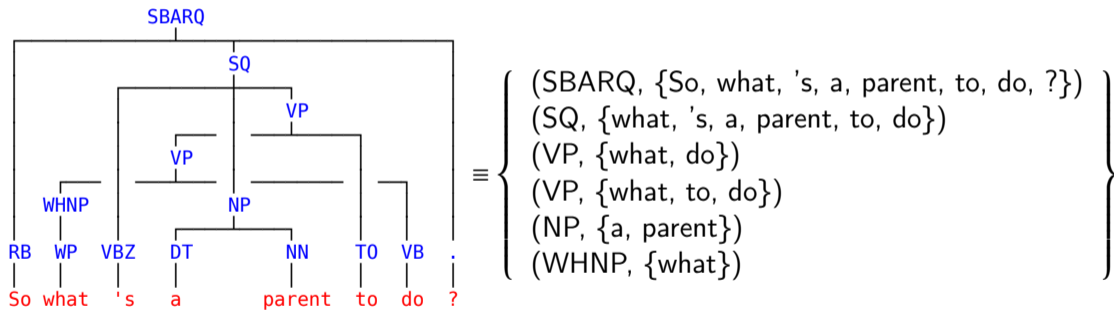 SBARQ
SQ
VP
VP
WHNP NP
RB WP VBZ DT NN TO VB .
So what 's a parent to do ?
≡
(SBARQ, {So, what, 's, a, parent, to, do, ?})
(SQ, {what, 's, a, parent, to, do})
(VP, {what, do})
(VP, {what, to, do})
(NP, {a, parent})
(WHNP, {what})